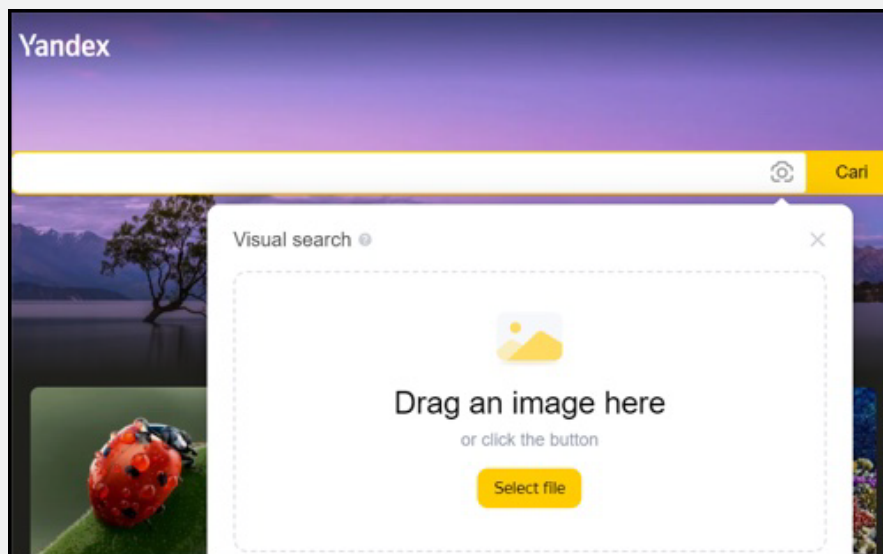 Yandex
Cari
Visual search
Drag an image here
or click the button
Select file